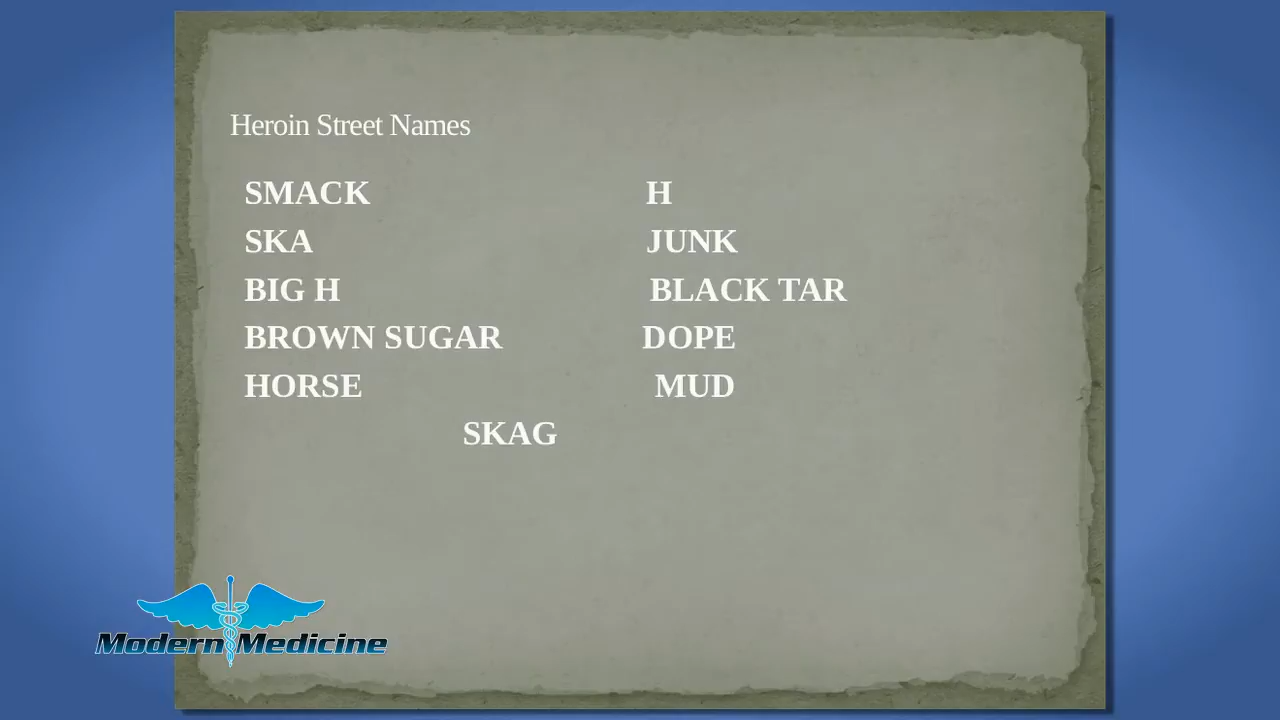 Heroin Street Names
SMACK H
SKA JUNK
BIG H BLACK TAR
BROWN SUGAR DOPE
HORSE MUD
SKAG
Modern Medicine